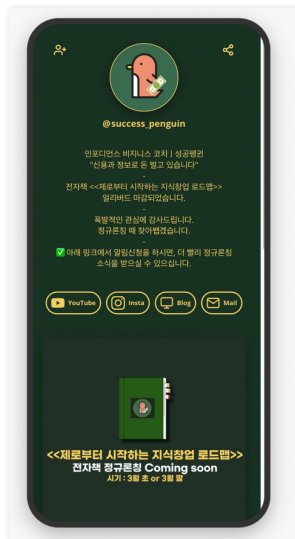 @success_penguin
인포디언스 비지니스 코치 | 성공펭귄
"신용과 정보로 돈 벌고 있습니다"
-
전자책 <<제로부터 시작하는 지식창업 로드맵>>
얼리버드 마감되었습니다.
-
폭발적인 관심에 감사드립니다.
정규론칭 때 찾아뵙겠습니다.
-
✅ 아래 링크에서 알림신청을 하시면, 더 빨리 정규론칭
소식을 받으실 수 있으십니다.
YouTube
Insta
Blog
Mail
<<제로부터 시작하는 지식창업 로드맵>>
전자책 정규론칭 Coming soon
시기 : 3월 초 or 3월 말